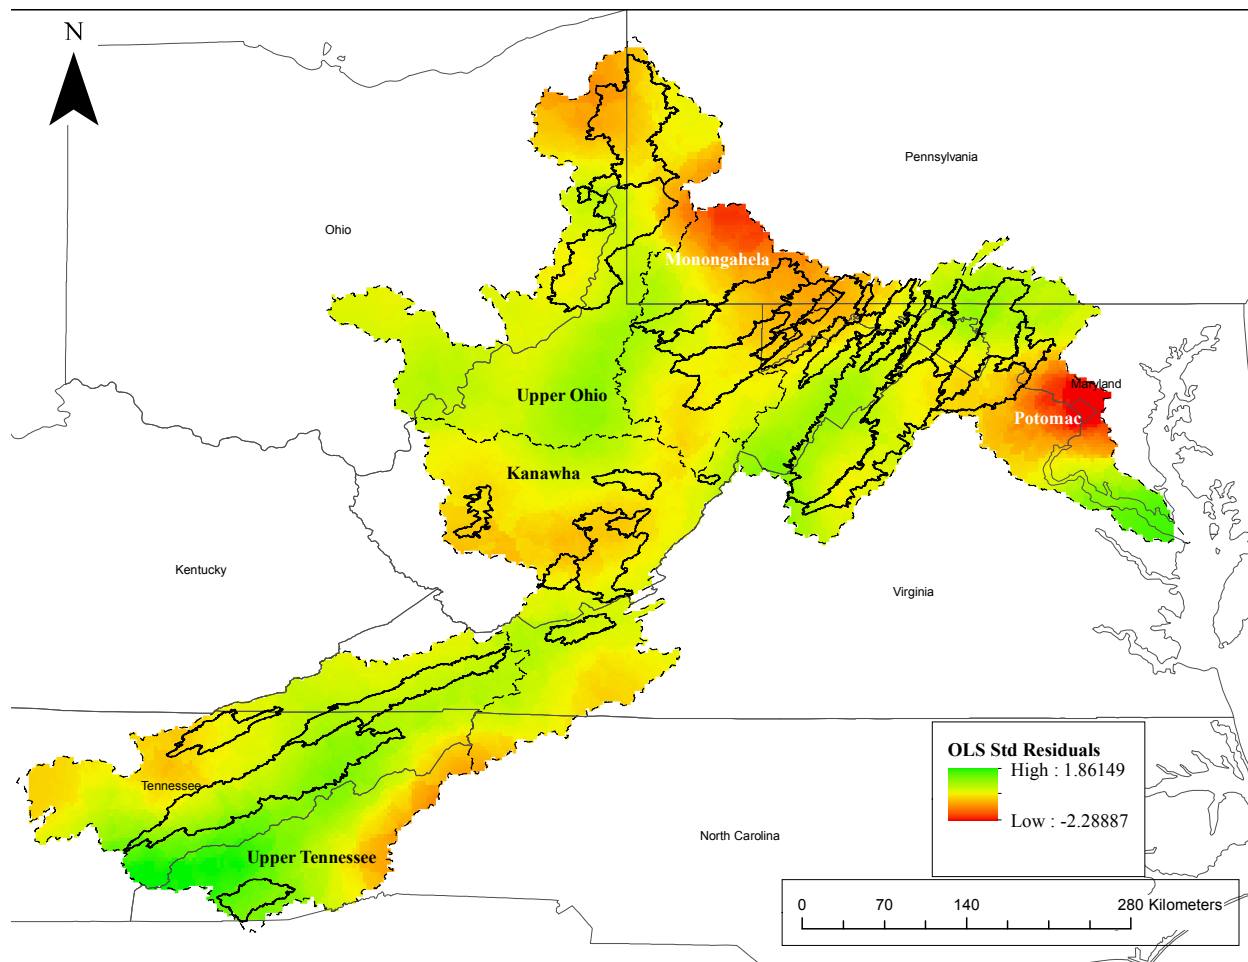 N
Pennsylvania
Ohio
Monongahela
Maryland
Upper Ohio
Potomac
Kanawha
Kentucky
Virginia
OLS Std Residuals
High : 1.86149
Low : -2.28887
Tennessee
North Carolina
Upper Tennessee
0 70 140 280 Kilometers